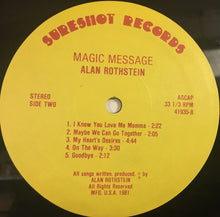 SURESHOT RECORDS
MAGIC MESSAGE
ALAN ROTHSTEIN
STEREO
SIDE TWO
ASCAP
33 1/3 RPM
41935-B
1. I Know You Love Me Momma - 2:22
2. Maybe We Can Go Together - 2:05
3. My Heart's Desires - 4:44
4. On The Way - 3:30
5. Goodbye - 2:12
All songs written, produced, ℗ by
ALAN ROTHSTEIN
All Rights Reserved
MFG. U.S.A. 1981